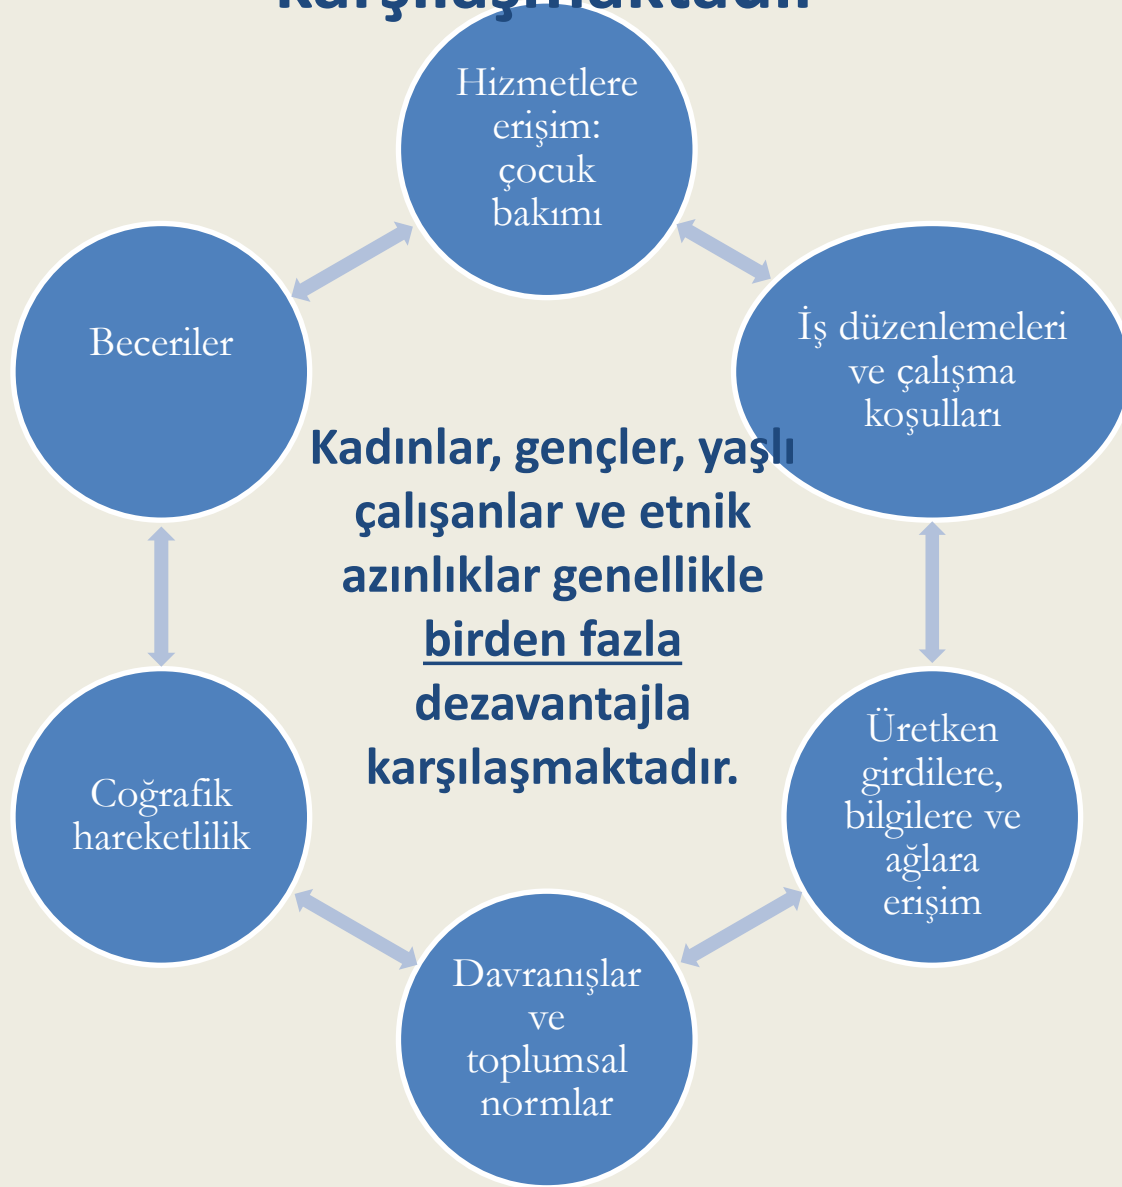 karşılaşmaktadır
Hizmetlere
erişim:
çocuk
bakımı
İş düzenlemeleri
ve çalışma
koşulları
Üretken
girdilere,
bilgilere ve
ağlara
erişim
Davranışlar
ve
toplumsal
normlar
Coğrafik
hareketlilik
Beceriler
Kadınlar, gençler, yaşlı
çalışanlar ve etnik
azınlıklar genellikle
birden fazla
dezavantajla
karşılaşmaktadır.